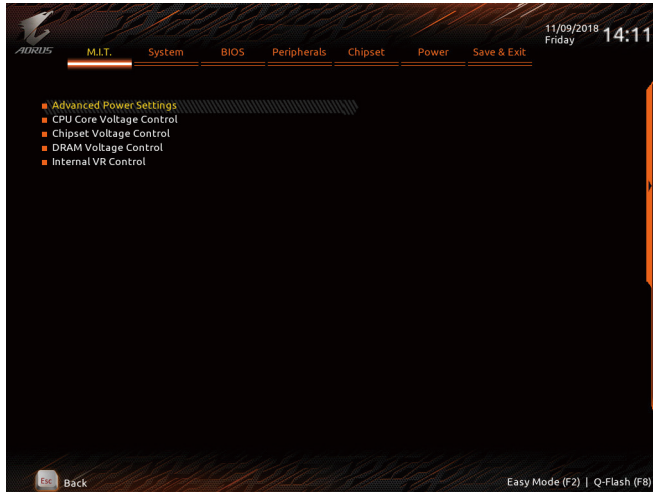 11/09/2018
Friday
14:11
AORUS
M.I.T. System BIOS Peripherals Chipset Power Save & Exit
Advanced Power Settings
CPU Core Voltage Control
Chipset Voltage Control
DRAM Voltage Control
Internal VR Control
Esc Back
Easy Mode (F2) | Q-Flash (F8)